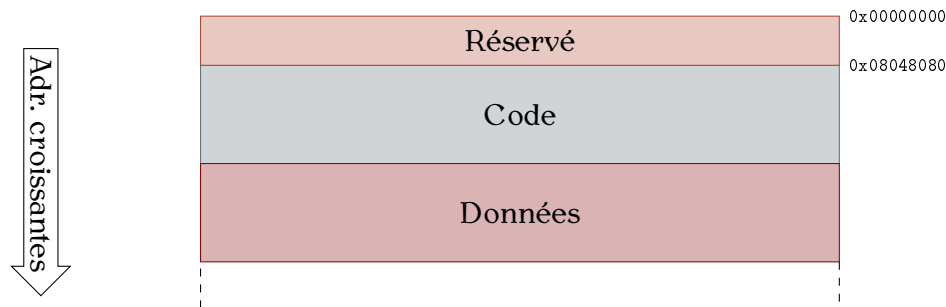 0x00000000
Réservé
0x08048080
Adr. croissantes
Code
Données